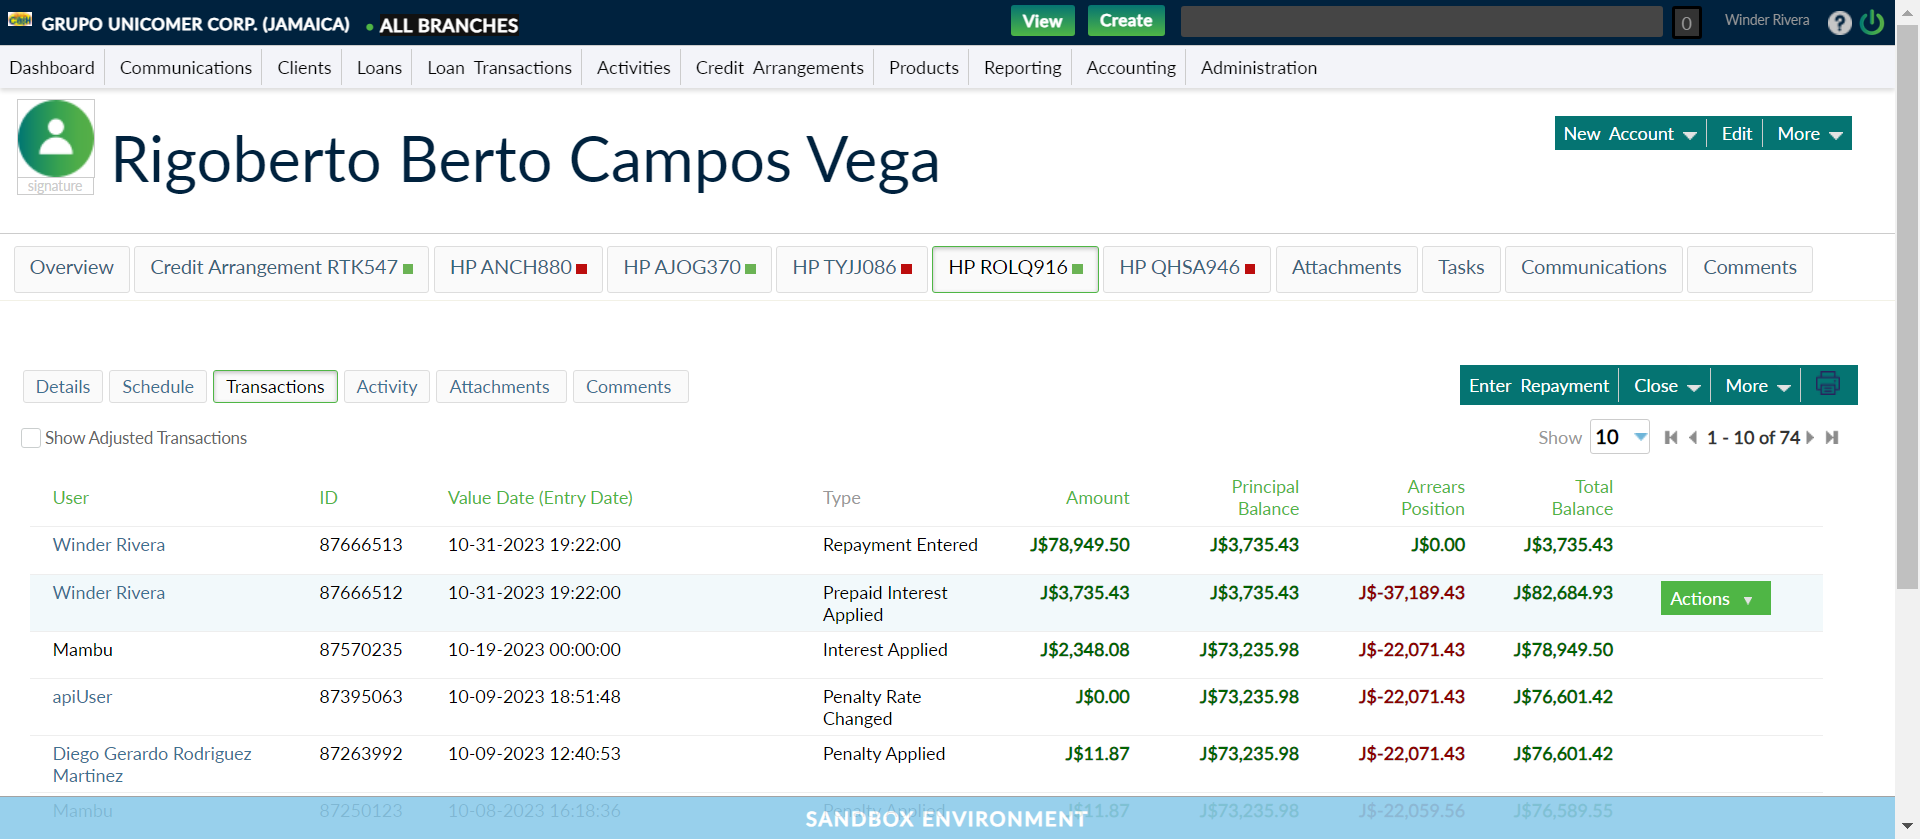 CASH GRUPO UNICOMER CORP. (JAMAICA) • ALL BRANCHES View Create 0 Winder Rivera ?
Dashboard Communications Clients Loans Loan Transactions Activities Credit Arrangements Products Reporting Accounting Administration
Rigoberto Berto Campos Vega
signature
New Account Edit More
Overview Credit Arrangement RTK547 HP ANCH880 HP AJOG370 HP TYJJ086 HP ROLQ916 HP QHSA946 Attachments Tasks Communications Comments
Details Schedule Transactions Activity Attachments Comments Enter Repayment Close More
Show Adjusted Transactions Show 10 1 - 10 of 74
User ID Value Date (Entry Date) Type Amount Principal Balance Arrears Position Total Balance
Winder Rivera 87666513 10-31-2023 19:22:00 Repayment Entered J$78,949.50 J$3,735.43 J$0.00 J$3,735.43
Winder Rivera 87666512 10-31-2023 19:22:00 Prepaid Interest Applied J$3,735.43 J$3,735.43 J$-37,189.43 J$82,684.93 Actions
Mambu 87570235 10-19-2023 00:00:00 Interest Applied J$2,348.08 J$73,235.98 J$-22,071.43 J$78,949.50
apiUser 87395063 10-09-2023 18:51:48 Penalty Rate Changed J$0.00 J$73,235.98 J$-22,071.43 J$76,601.42
Diego Gerardo Rodriguez Martinez 87263992 10-09-2023 12:40:53 Penalty Applied J$11.87 J$73,235.98 J$-22,071.43 J$76,601.42
Mambu 87250123 10-08-2023 16:18:36 Penalty Applied J$11.87 J$73,235.98 J$-22,059.56 J$76,589.55
SANDBOX ENVIRONMENT